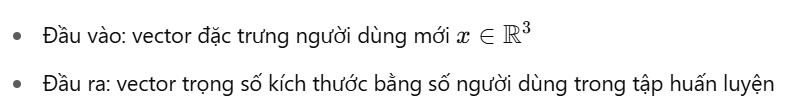 • Đầu vào: vector đặc trưng người dùng mới x ∈ ℝ³
• Đầu ra: vector trọng số kích thước bằng số người dùng trong tập huấn luyện